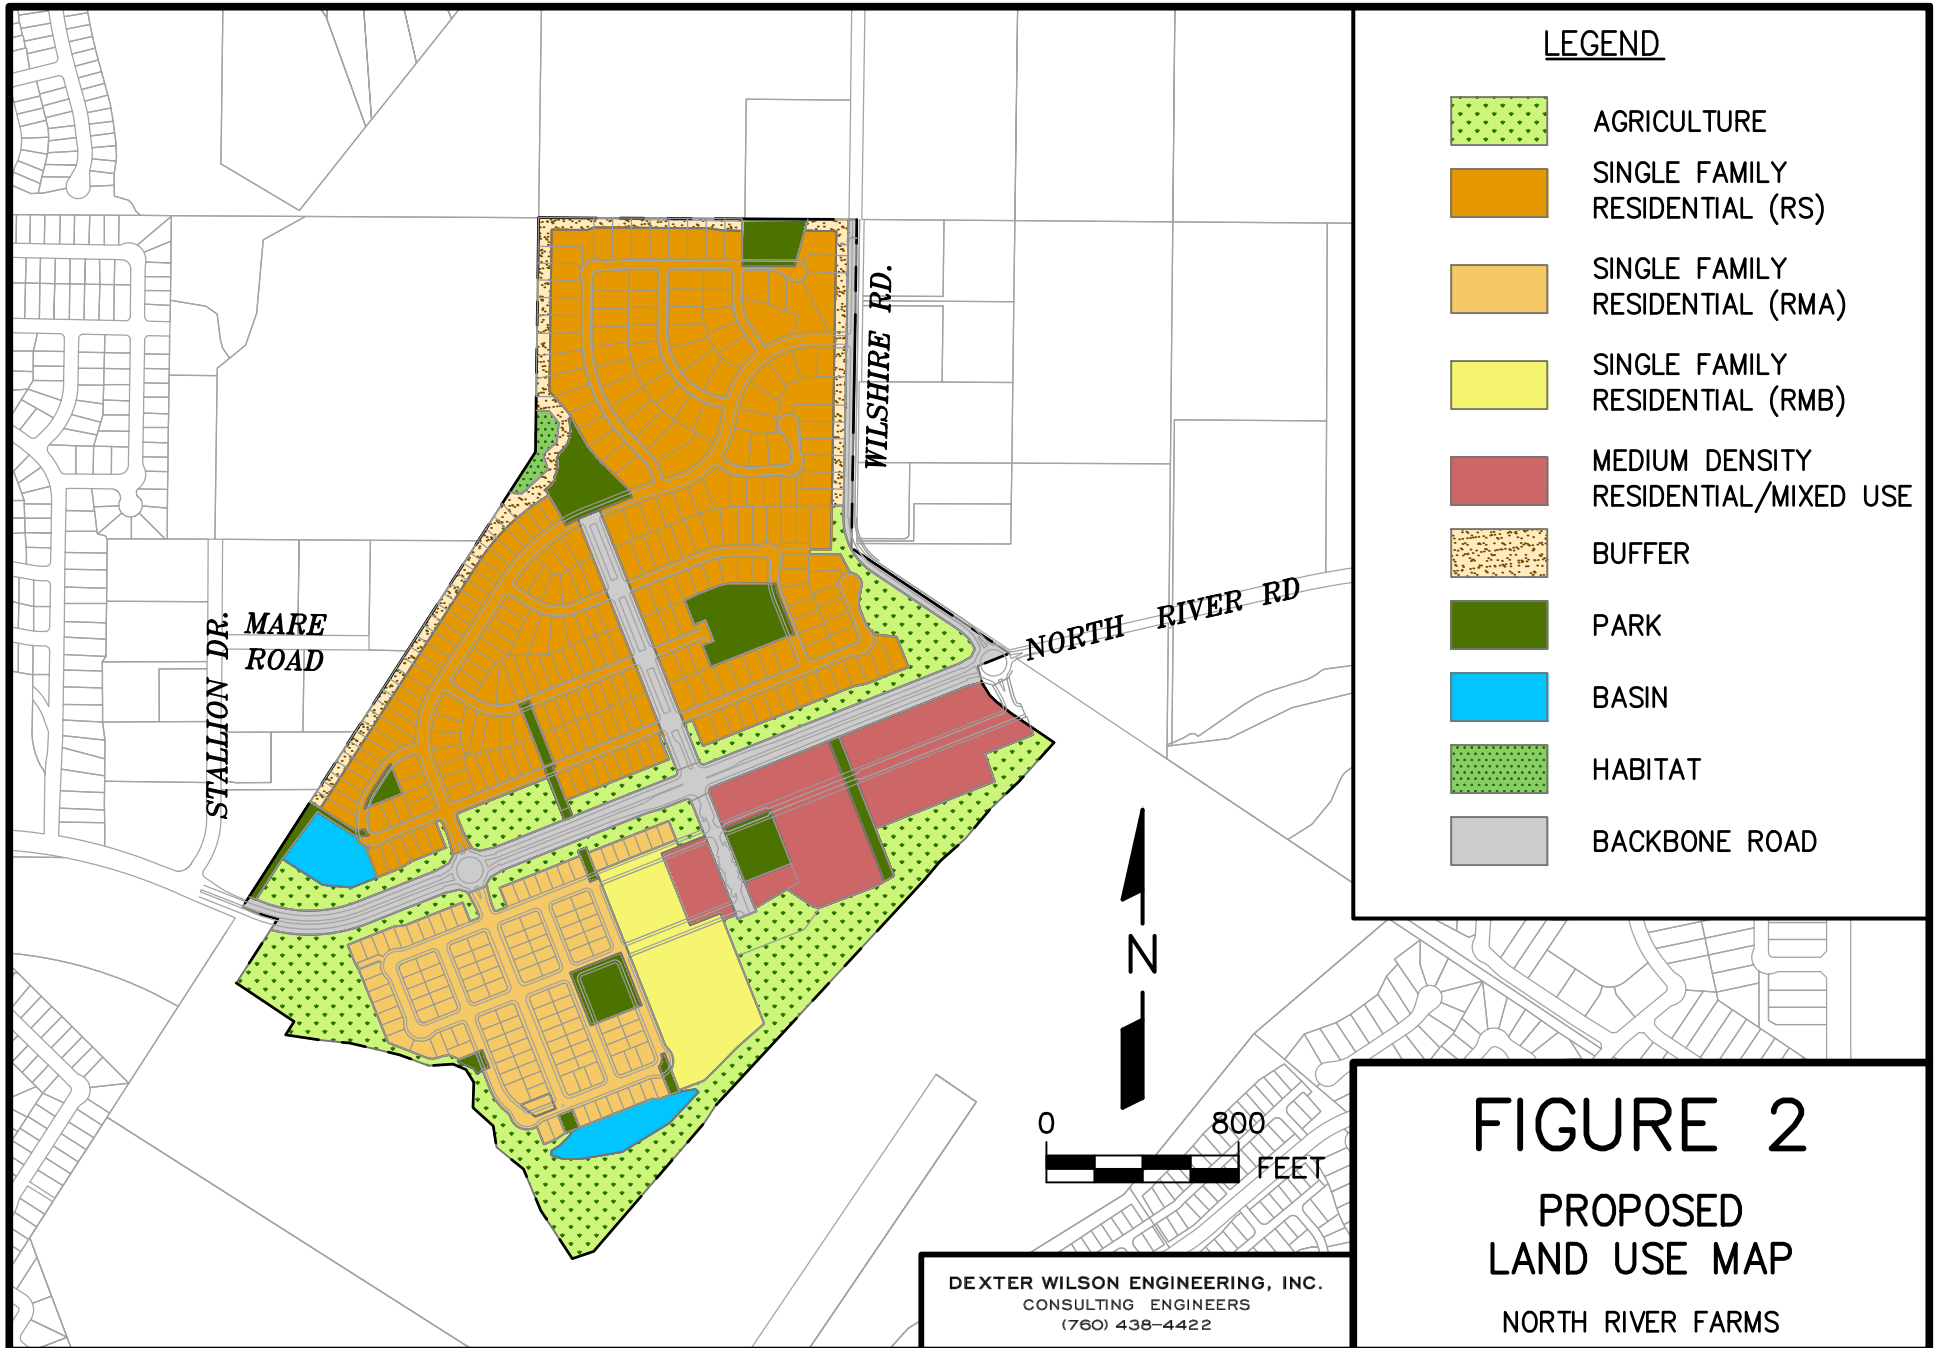 LEGEND
AGRICULTURE
SINGLE FAMILY
RESIDENTIAL (RS)
SINGLE FAMILY
RESIDENTIAL (RMA)
SINGLE FAMILY
RESIDENTIAL (RMB)
MEDIUM DENSITY
RESIDENTIAL/MIXED USE
BUFFER
PARK
BASIN
HABITAT
BACKBONE ROAD
WILSHIRE RD.
NORTH RIVER RD
MARE
ROAD
STALLION DR.
N
0 800
FEET
FIGURE 2
PROPOSED
LAND USE MAP
NORTH RIVER FARMS
DEXTER WILSON ENGINEERING, INC.
CONSULTING ENGINEERS
(760) 438-4422